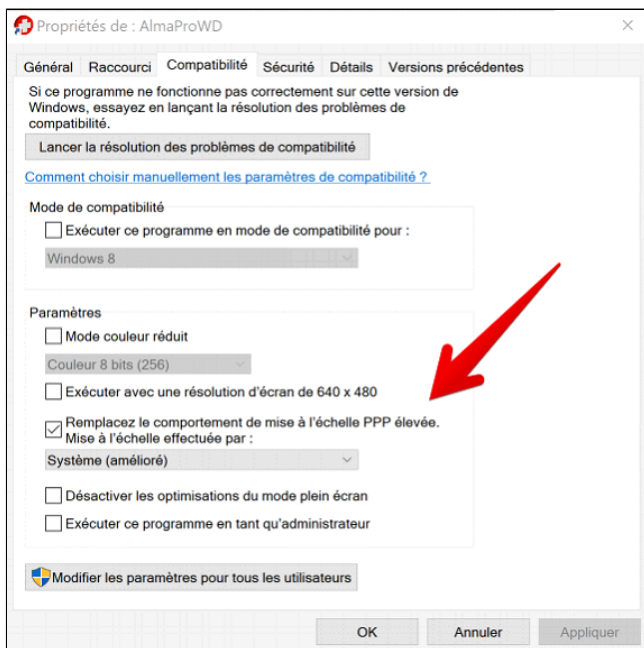 Propriétés de : AlmaProWD
Général Raccourci Compatibilité Sécurité Détails Versions précédentes
Si ce programme ne fonctionne pas correctement sur cette version de
Windows, essayez en lançant la résolution des problèmes de
compatibilité.
Lancer la résolution des problèmes de compatibilité
Comment choisir manuellement les paramètres de compatibilité ?
Mode de compatibilité
Exécuter ce programme en mode de compatibilité pour :
Windows 8
Paramètres
Mode couleur réduit
Couleur 8 bits (256)
Exécuter avec une résolution d'écran de 640 x 480
Remplacez le comportement de mise à l'échelle PPP élevée.
Mise à l'échelle effectuée par :
Système (amélioré)
Désactiver les optimisations du mode plein écran
Exécuter ce programme en tant qu'administrateur
Modifier les paramètres pour tous les utilisateurs
OK Annuler Appliquer